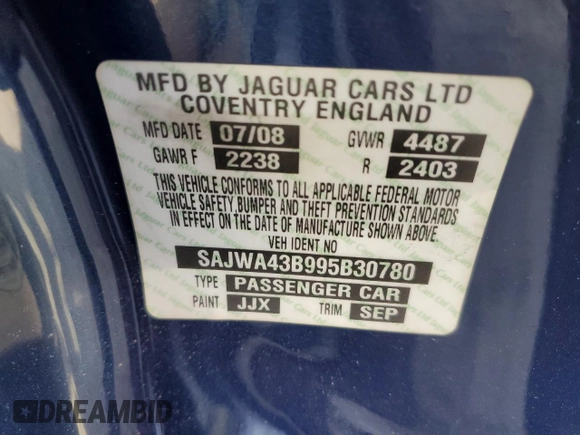 MFD BY JAGUAR CARS LTD
COVENTRY ENGLAND
MFD DATE 07/08 GVWR 4487
GAWR F 2238 R 2403
THIS VEHICLE CONFORMS TO ALL APPLICABLE FEDERAL MOTOR
VEHICLE SAFETY,BUMPER AND THEFT PREVENTION STANDARDS
IN EFFECT ON THE DATE OF MANUFACTURE SHOWN ABOVE.
VEH IDENT NO
SAJWA43B995B30780
TYPE PASSENGER CAR
PAINT JJX TRIM SEP
DREAMBID